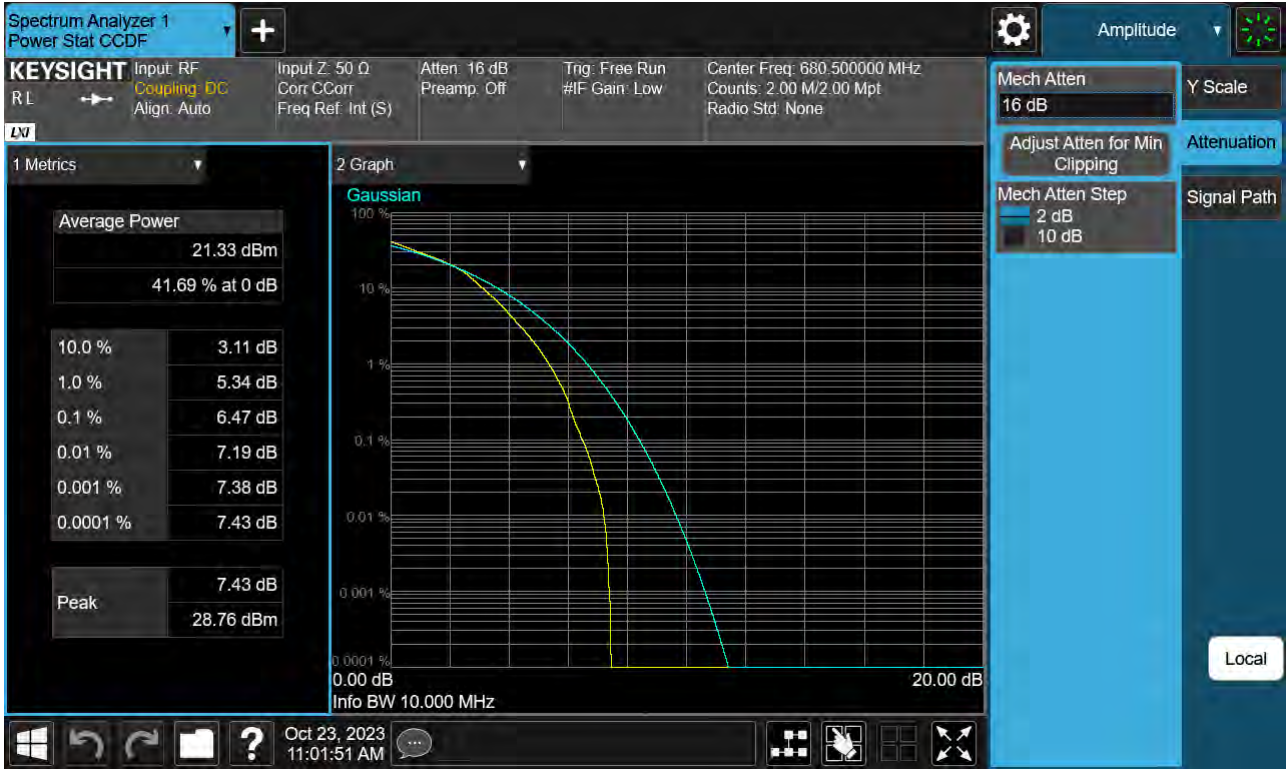 Spectrum Analyzer 1
Power Stat CCDF
Amplitude
KEYSIGHT
R L
LXI
Input: RF
Coupling: DC
Align: Auto
Input Z: 50 Ω
Corr CCorr
Freq Ref: Int (S)
Atten: 16 dB
Preamp: Off
Trig: Free Run
#IF Gain: Low
Center Freq: 680.500000 MHz
Counts: 2.00 M/2.00 Mpt
Radio Std: None
Mech Atten
16 dB
Adjust Atten for Min
Clipping
Mech Atten Step
2 dB
10 dB
Y Scale
Attenuation
Signal Path
1 Metrics
Average Power
21.33 dBm
41.69 % at 0 dB
10.0 % 3.11 dB
1.0 % 5.34 dB
0.1 % 6.47 dB
0.01 % 7.19 dB
0.001 % 7.38 dB
0.0001 % 7.43 dB
Peak
7.43 dB
28.76 dBm
2 Graph
Gaussian
100 %
10 %
1 %
0.1 %
0.01 %
0.001 %
0.0001 %
0.00 dB 20.00 dB
Info BW 10.000 MHz
Local
?
Oct 23, 2023
11:01:51 AM